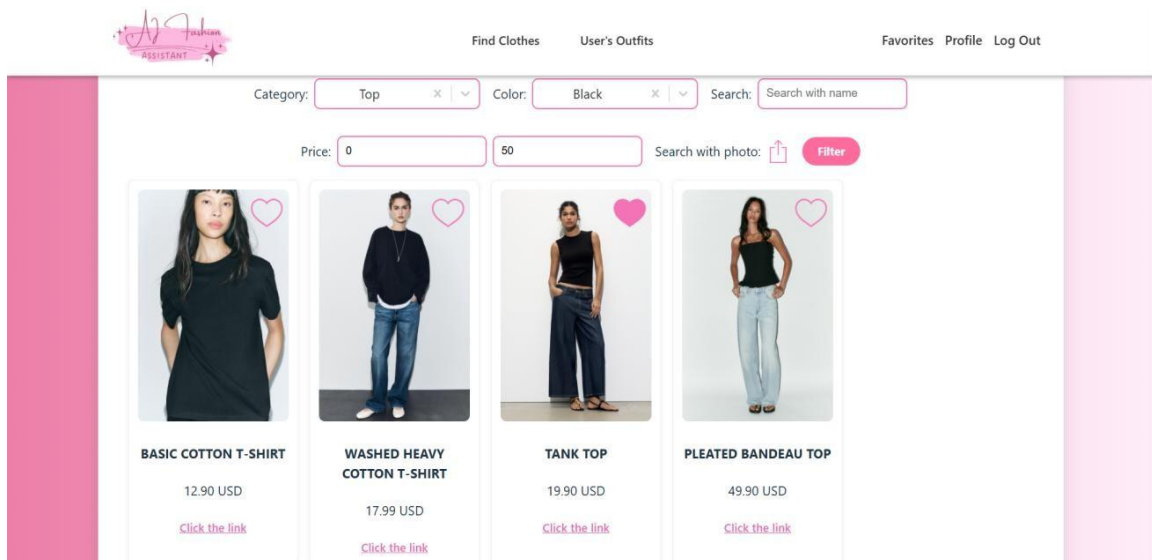 AI Fashion
ASSISTANT
Find Clothes User's Outfits
Favorites Profile Log Out
Category: Top Color: Black Search: Search with name
Price: 0 50 Search with photo: Filter
BASIC COTTON T-SHIRT
12.90 USD
Click the link
WASHED HEAVY
COTTON T-SHIRT
17.99 USD
Click the link
TANK TOP
19.90 USD
Click the link
PLEATED BANDEAU TOP
49.90 USD
Click the link